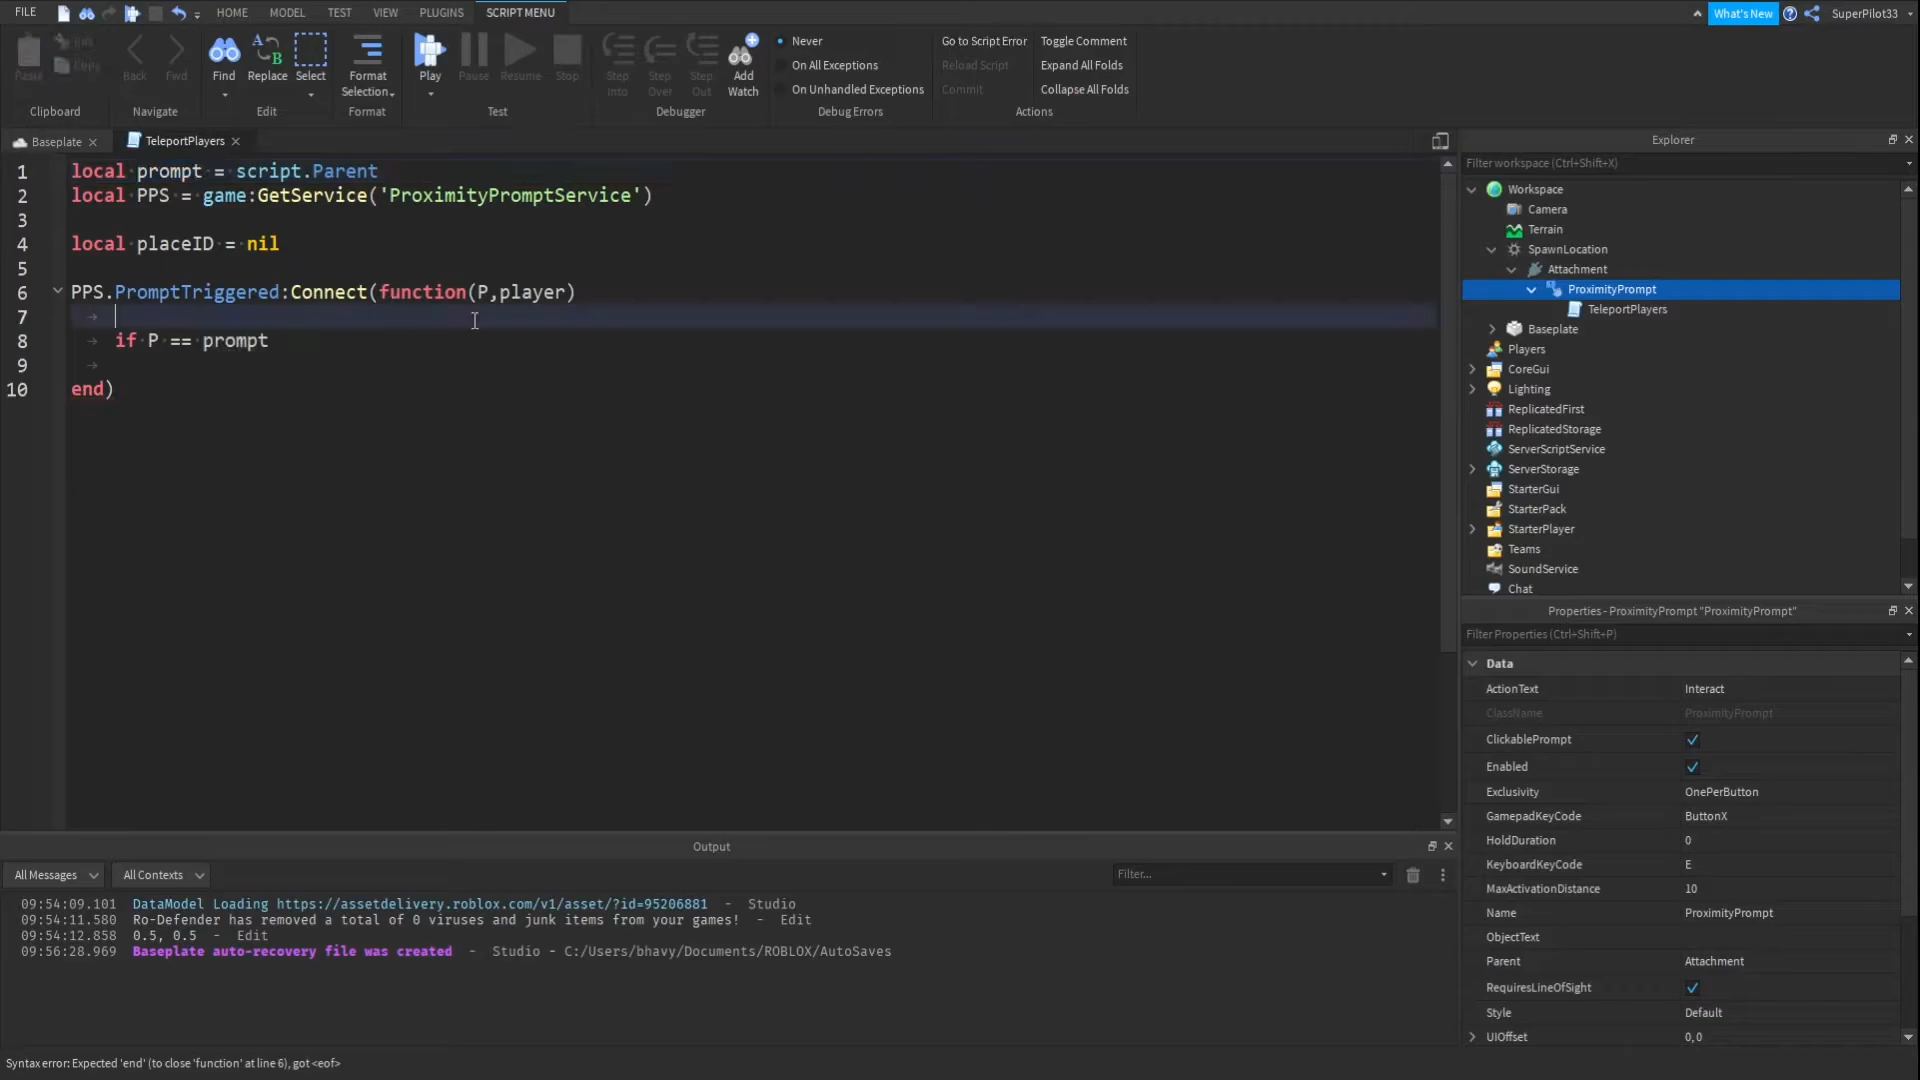 FILE HOME MODEL TEST VIEW PLUGINS SCRIPT MENU What's New SuperPilot33
Paste Cut Copy Back Fwd Find Replace Select Format Selection Play Pause Resume Stop Step Into Step Over Step Out Add Watch
Never
On All Exceptions
On Unhandled Exceptions
Go to Script Error
Reload Script
Commit
Toggle Comment
Expand All Folds
Collapse All Folds
Clipboard Navigate Edit Format Test Debugger Debug Errors Actions
Baseplate TeleportPlayers
1 local prompt = script.Parent
2 local PPS = game:GetService('ProximityPromptService')
3
4 local placeID = nil
5
6 PPS.PromptTriggered:Connect(function(P,player)
7
8 if P == prompt
9
10 end)
Explorer
Filter workspace (Ctrl+Shift+X)
Workspace
Camera
Terrain
SpawnLocation
Attachment
ProximityPrompt
TeleportPlayers
Baseplate
Players
CoreGui
Lighting
ReplicatedFirst
ReplicatedStorage
ServerScriptService
ServerStorage
StarterGui
StarterPack
StarterPlayer
Teams
SoundService
Chat
Properties - ProximityPrompt "ProximityPrompt"
Filter Properties (Ctrl+Shift+P)
Data
ActionText Interact
ClassName ProximityPrompt
ClickablePrompt
Enabled
Exclusivity OnePerButton
GamepadKeyCode ButtonX
HoldDuration 0
KeyboardKeyCode E
MaxActivationDistance 10
Name ProximityPrompt
ObjectText
Parent Attachment
RequiresLineOfSight
Style Default
UIOffset 0, 0
Output
All Messages All Contexts Filter...
09:54:09.101 DataModel Loading https://assetdelivery.roblox.com/v1/asset/?id=95206881 - Studio
09:54:11.580 Ro-Defender has removed a total of 0 viruses and junk items from your games! - Edit
09:54:12.858 0.5, 0.5 - Edit
09:56:28.969 Baseplate auto-recovery file was created - Studio - C:/Users/bhavy/Documents/ROBLOX/AutoSaves
Syntax error: Expected 'end' (to close 'function' at line 6), got <eof>